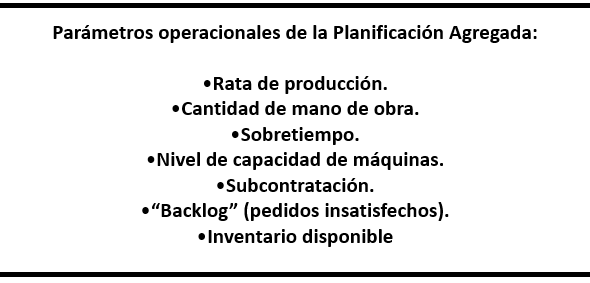 Parámetros operacionales de la Planificación Agregada:
•Rata de producción.
•Cantidad de mano de obra.
•Sobretiempo.
•Nivel de capacidad de máquinas.
•Subcontratación.
•“Backlog” (pedidos insatisfechos).
•Inventario disponible